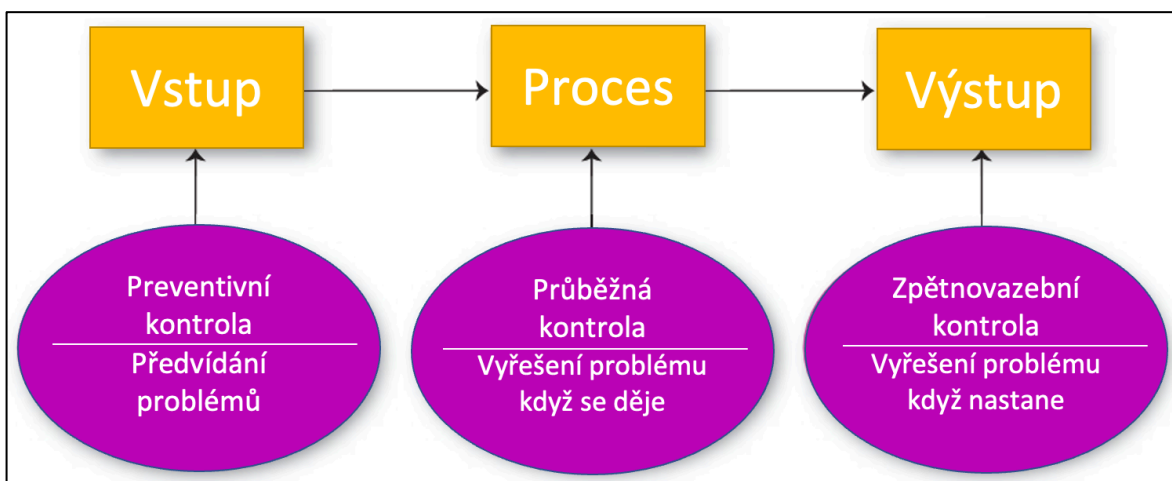 Vstup
Proces
Výstup
Preventivní
kontrola
Předvídání
problémů
Průběžná
kontrola
Vyřešení problému
když se děje
Zpětnovazební
kontrola
Vyřešení problému
když nastane